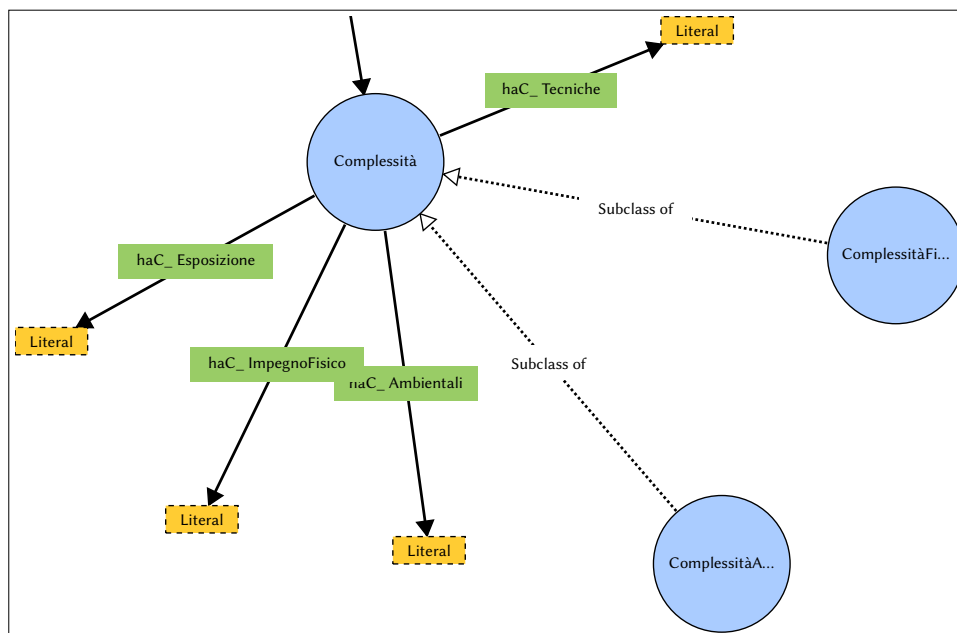 Literal
haC_ Tecniche
Complessità
Subclass of
ComplessitàFi...
haC_ Esposizione
Literal
haC_ ImpegnoFisico
Subclass of
haC_ Ambientali
Literal
Literal
ComplessitàA...